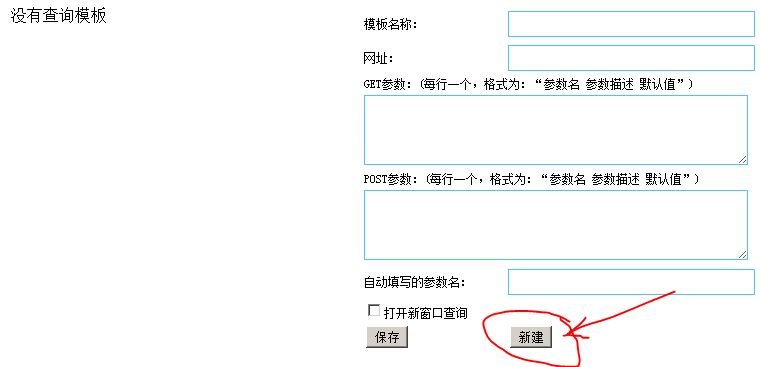 没有查询模板
模板名称:
网址:
GET参数:(每行一个,格式为:“参数名 参数描述 默认值”)
POST参数:(每行一个,格式为:“参数名 参数描述 默认值”)
自动填写的参数名:
打开新窗口查询
保存 新建